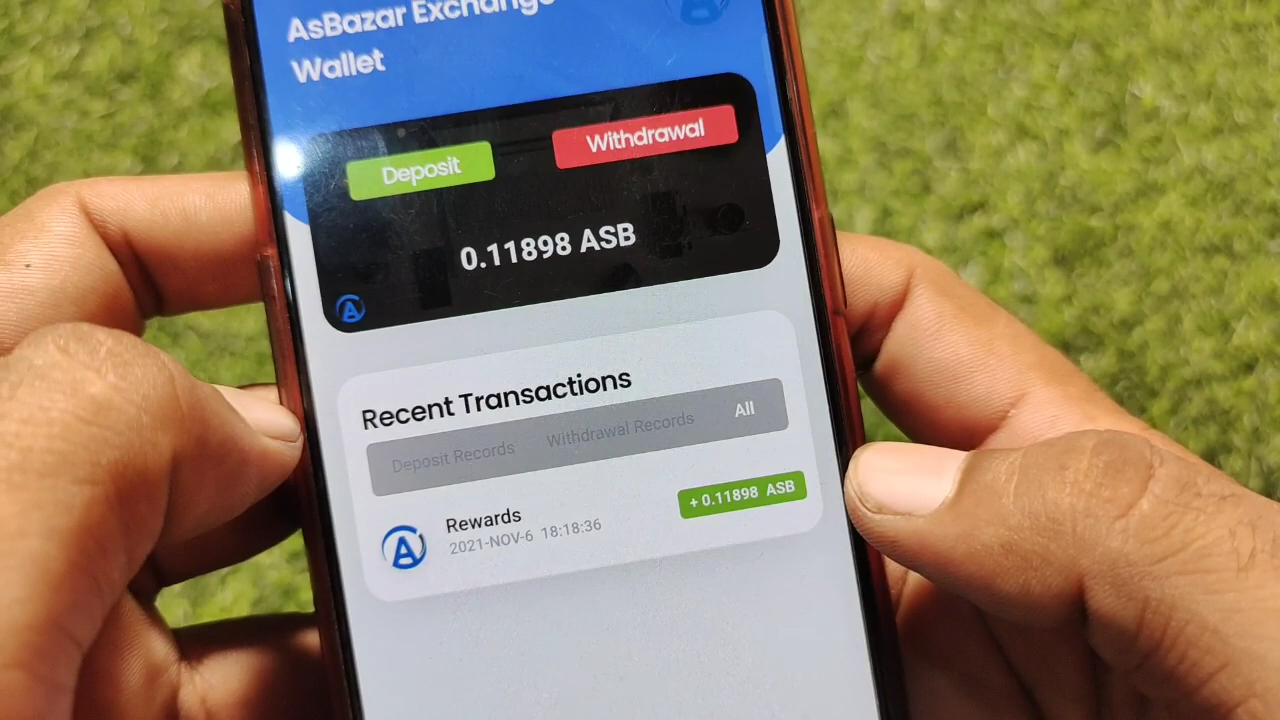 AsBazar Exchange
Wallet
Deposit
Withdrawal
0.11898 ASB
Recent Transactions
Deposit Records
Withdrawal Records
All
Rewards
+ 0.11898 ASB
2021-NOV-6 18:18:36